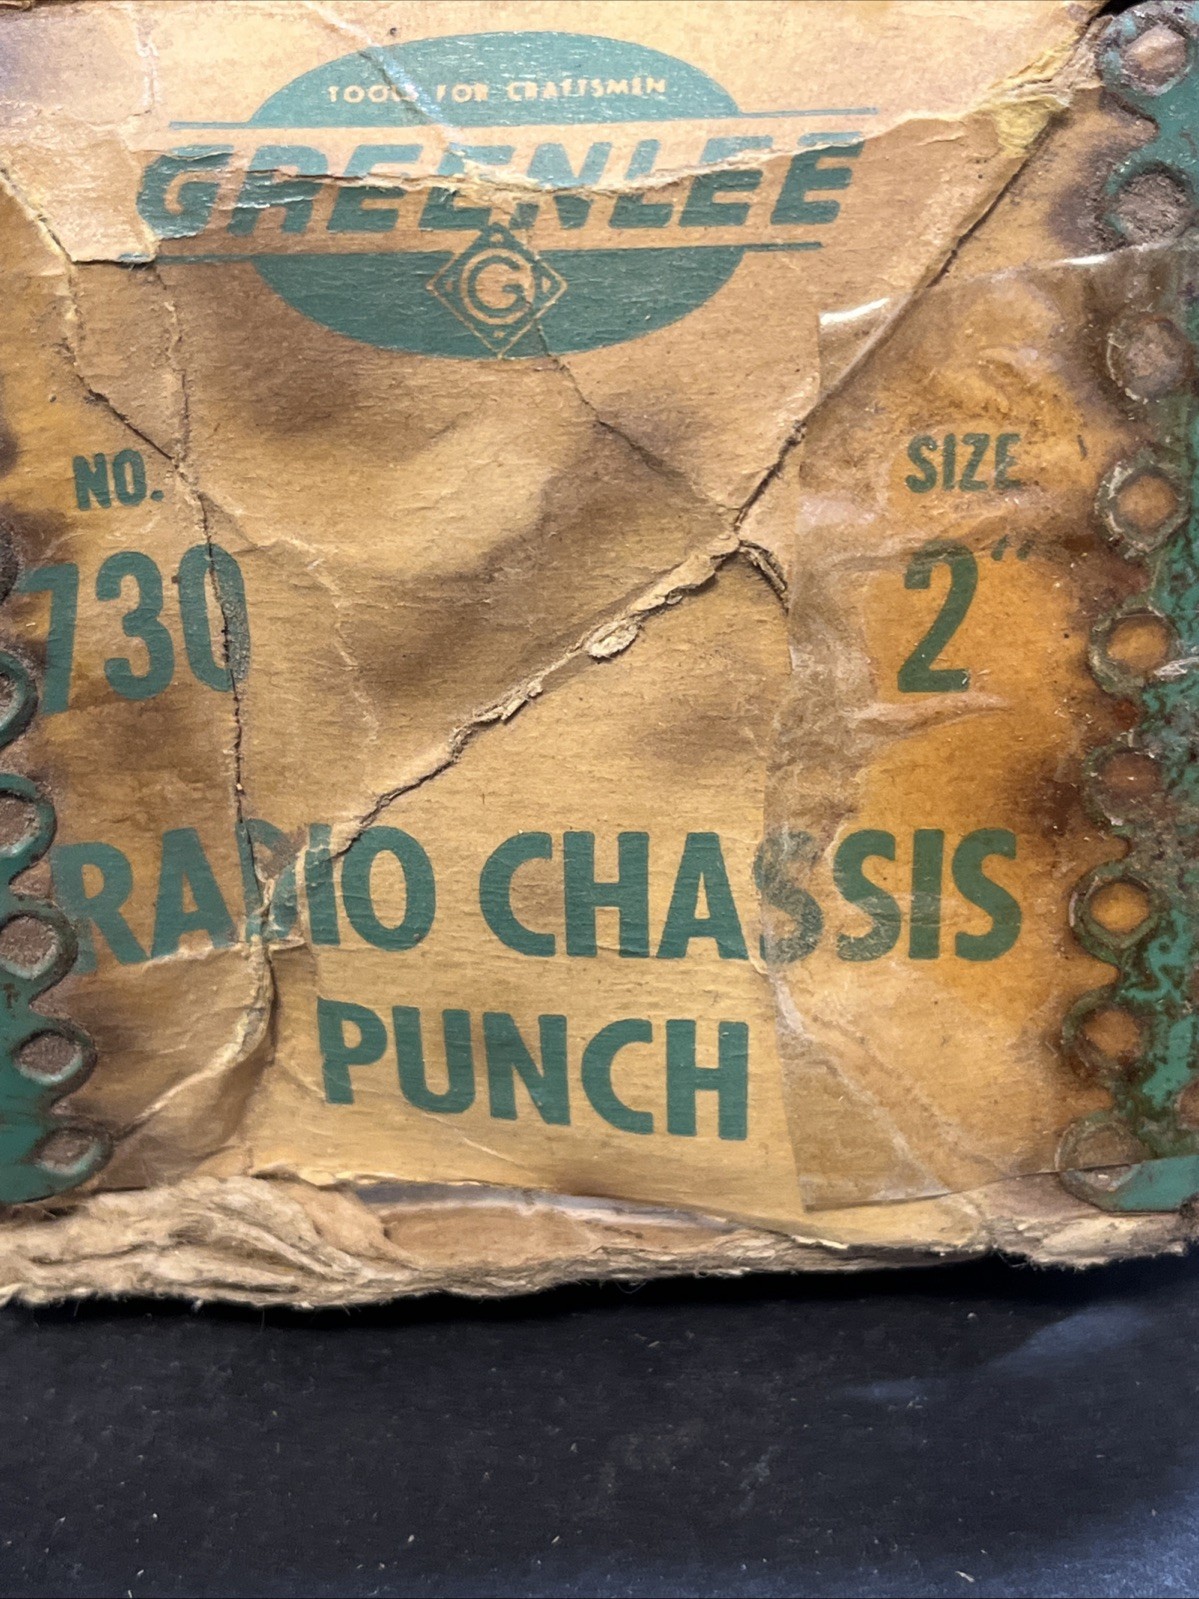 TOOLS FOR CRAFTSMEN
GREENLEE
G
NO.
SIZE
730
2"
RADIO CHASSIS
PUNCH